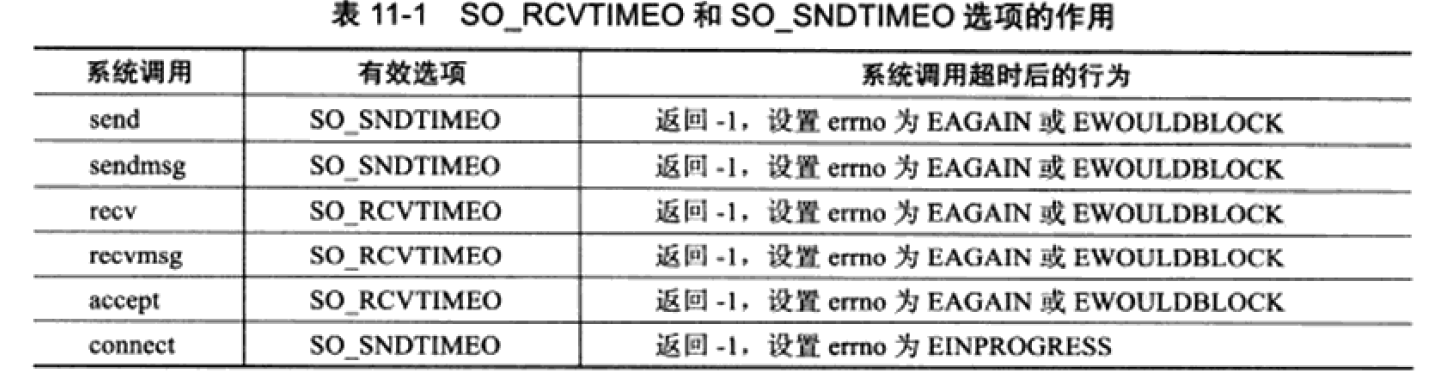 表 11-1 SO_RCVTIMEO 和 SO_SNDTIMEO 选项的作用
系统调用 有效选项 系统调用超时后的行为
send SO_SNDTIMEO 返回 -1，设置 errno 为 EAGAIN 或 EWOULDBLOCK
sendmsg SO_SNDTIMEO 返回 -1，设置 errno 为 EAGAIN 或 EWOULDBLOCK
recv SO_RCVTIMEO 返回 -1，设置 errno 为 EAGAIN 或 EWOULDBLOCK
recvmsg SO_RCVTIMEO 返回 -1，设置 errno 为 EAGAIN 或 EWOULDBLOCK
accept SO_RCVTIMEO 返回 -1，设置 errno 为 EAGAIN 或 EWOULDBLOCK
connect SO_SNDTIMEO 返回 -1，设置 errno 为 EINPROGRESS